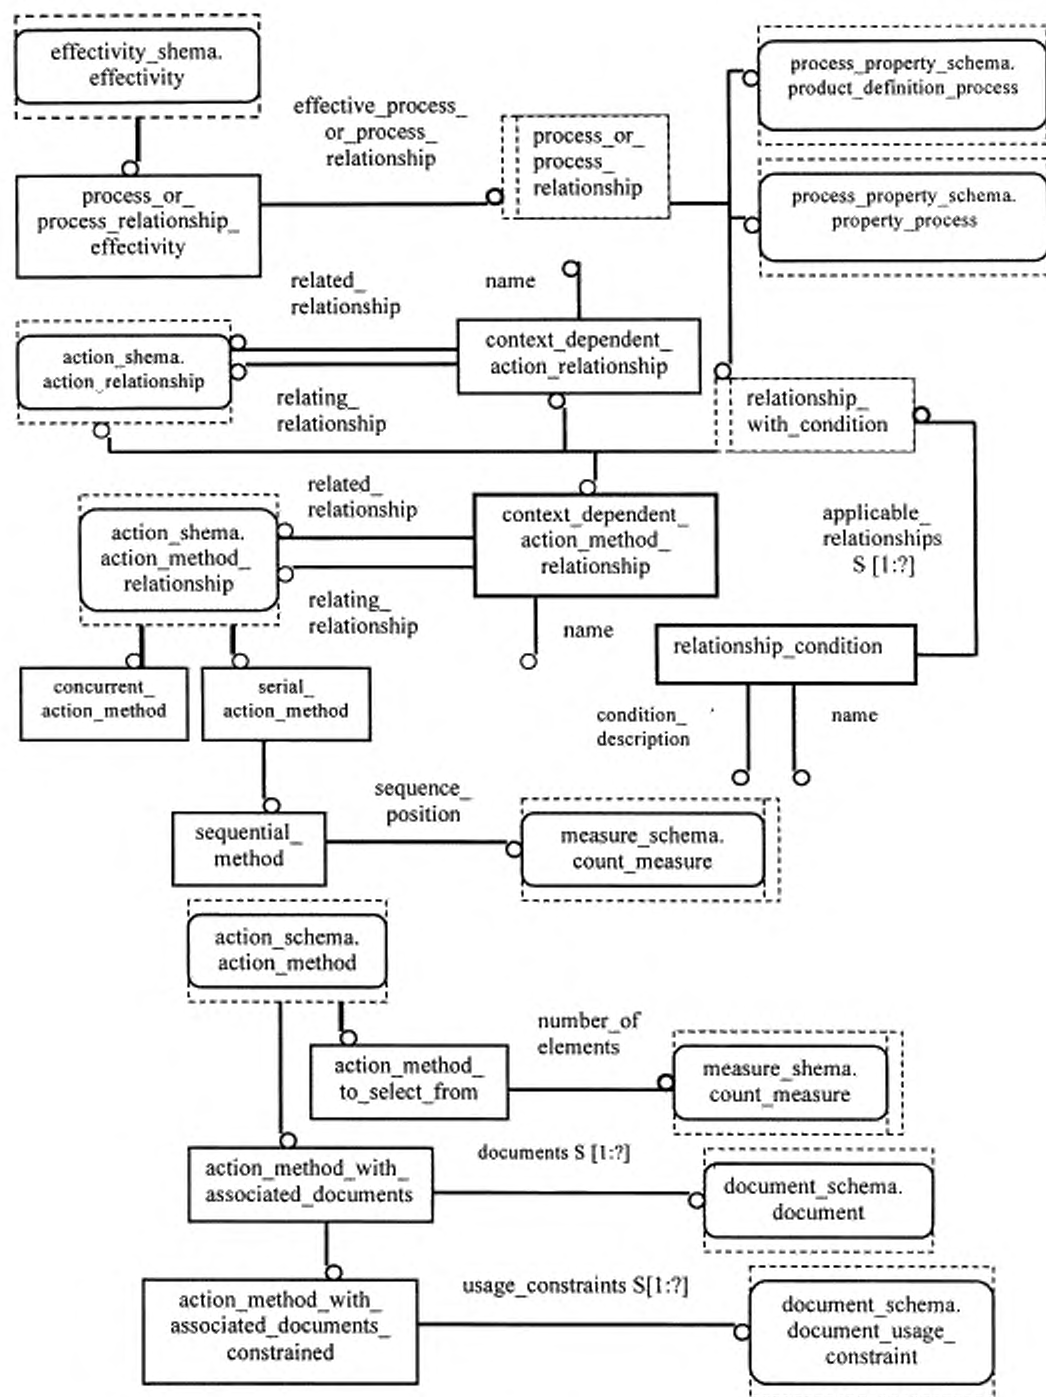 effectivity_shema.
effectivity
process_property_schema.
product_definition_process
effective_process_
or_process_
relationship
process_or_
process_
relationship
process_or_
process_relationship_
effectivity
process_property_schema.
property_process
related_
relationship
name
context_dependent_
action_relationship
action_shema.
action_relationship
relating_
relationship
relationship_
with_condition
related_
relationship
context_dependent_
action_method_
relationship
applicable_
relationships
S [1:?]
action_shema.
action_method_
relationship
relating_
relationship
name
relationship_condition
concurrent_
action_method
serial_
action_method
condition_
description
name
sequence_
position
sequential_
method
measure_schema.
count_measure
action_schema.
action_method
number_of
elements
action_method_
to_select_from
measure_shema.
count_measure
documents S [1:?]
action_method_with_
associated_documents
document_schema.
document
usage_constraints S[1:?]
action_method_with_
associated_documents_
constrained
document_schema.
document_usage_
constraint